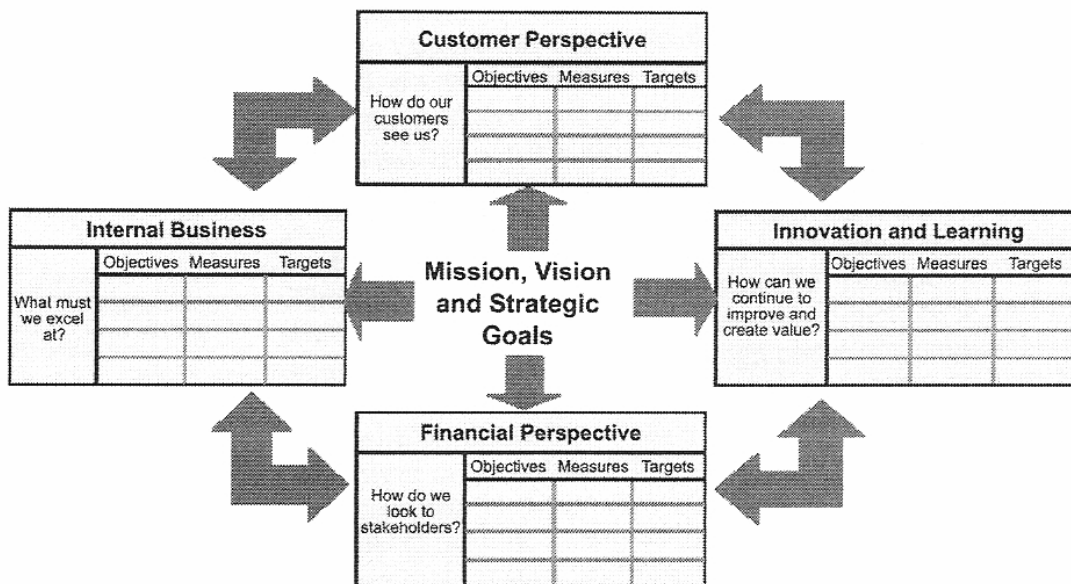 Customer Perspective
Objectives Measures Targets
How do our
customers
see us?
Internal Business
Objectives Measures Targets
What must
we excel
at?
Mission, Vision
and Strategic
Goals
Innovation and Learning
Objectives Measures Targets
How can we
continue to
improve and
create value?
Financial Perspective
Objectives Measures Targets
How do we
look to
stakeholders?